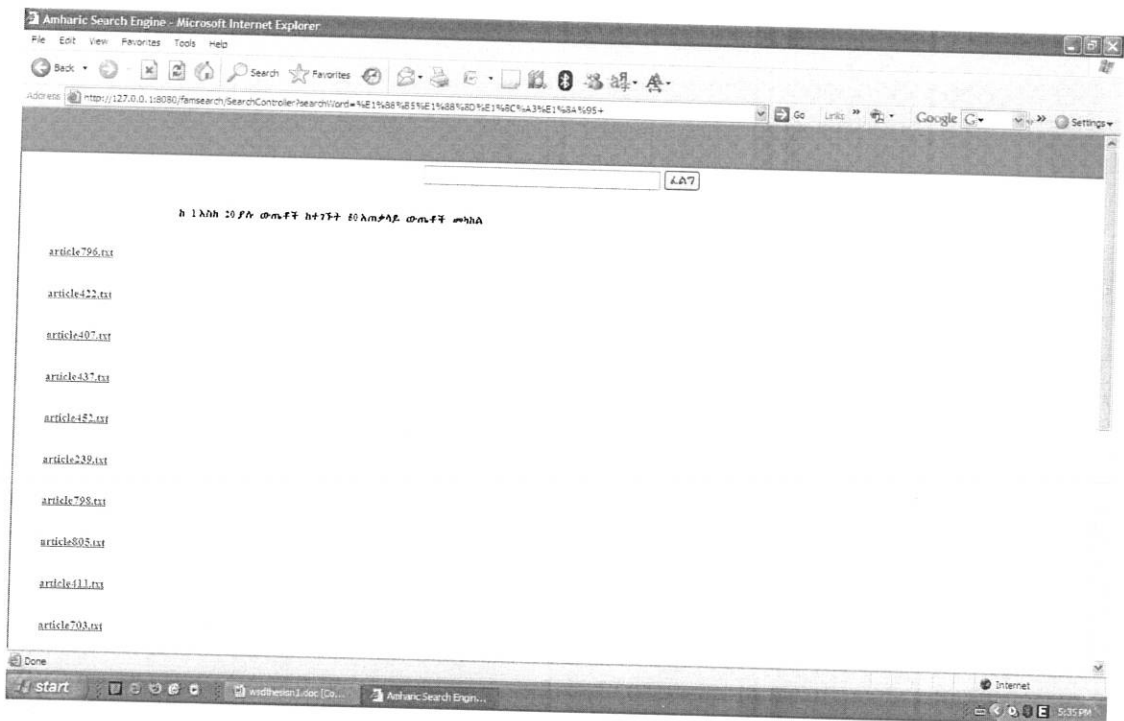 Amharic Search Engine - Microsoft Internet Explorer
File Edit View Favorites Tools Help
Back Search Favorites
Address http://127.0.0.1:8080/famsearch/SearchController?searchWord=%E1%88%85%E1%88%8D%E1%8C%A3%E1%8A%95+ Go Links Google G Settings
ፈልግ
ከ 1 እስከ 20 ያሉ ውጤቶች ከተገኙት 80 አጠቃላይ ውጤቶች መካከል
article796.txt
article422.txt
article407.txt
article437.txt
article452.txt
article239.txt
article798.txt
article805.txt
article411.txt
article703.txt
Done Internet
start wsdthesisn1.doc [Co... Amharic Search Engin... 5:35 PM